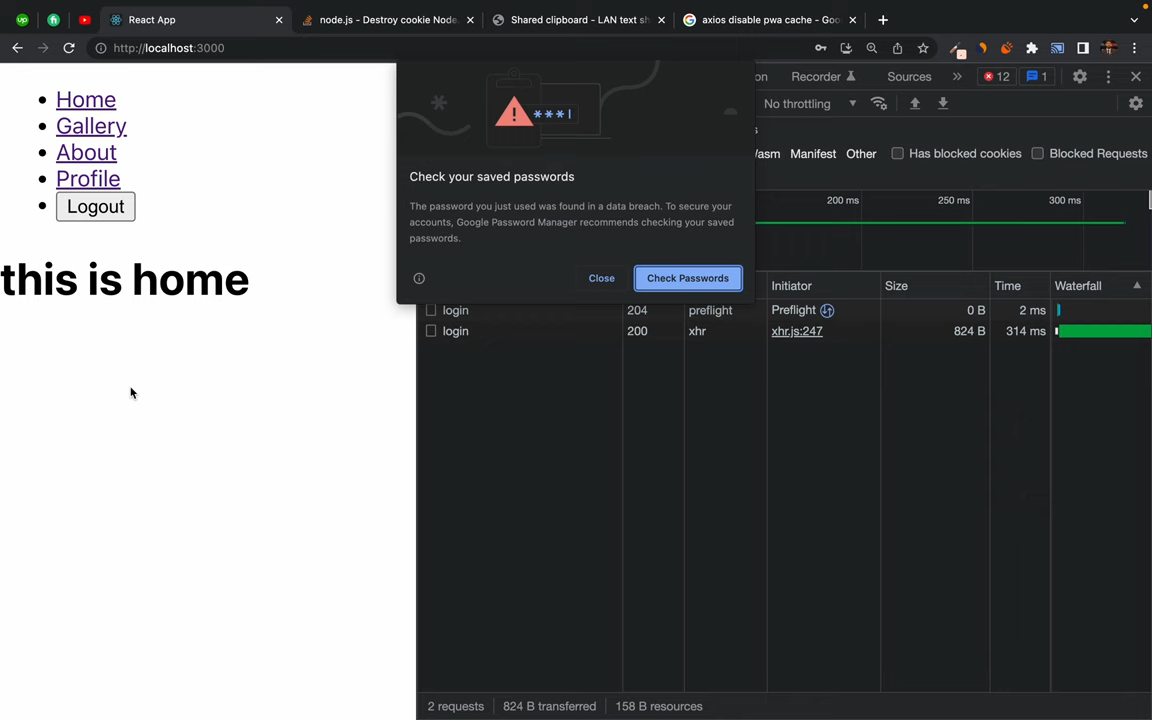 React App
node.js - Destroy cookie Node.
Shared clipboard - LAN text sh
axios disable pwa cache - Goo
http://localhost:3000
Home
Gallery
About
Profile
Logout
this is home
***|
Check your saved passwords
The password you just used was found in a data breach. To secure your
accounts, Google Password Manager recommends checking your saved
passwords.
Close
Check Passwords
Recorder
Sources
12
1
No throttling
Manifest
Other
Has blocked cookies
Blocked Requests
200 ms
250 ms
300 ms
Initiator
Size
Time
Waterfall
login 204 preflight Preflight 0 B 2 ms
login 200 xhr xhr.js:247 824 B 314 ms
2 requests 824 B transferred 158 B resources